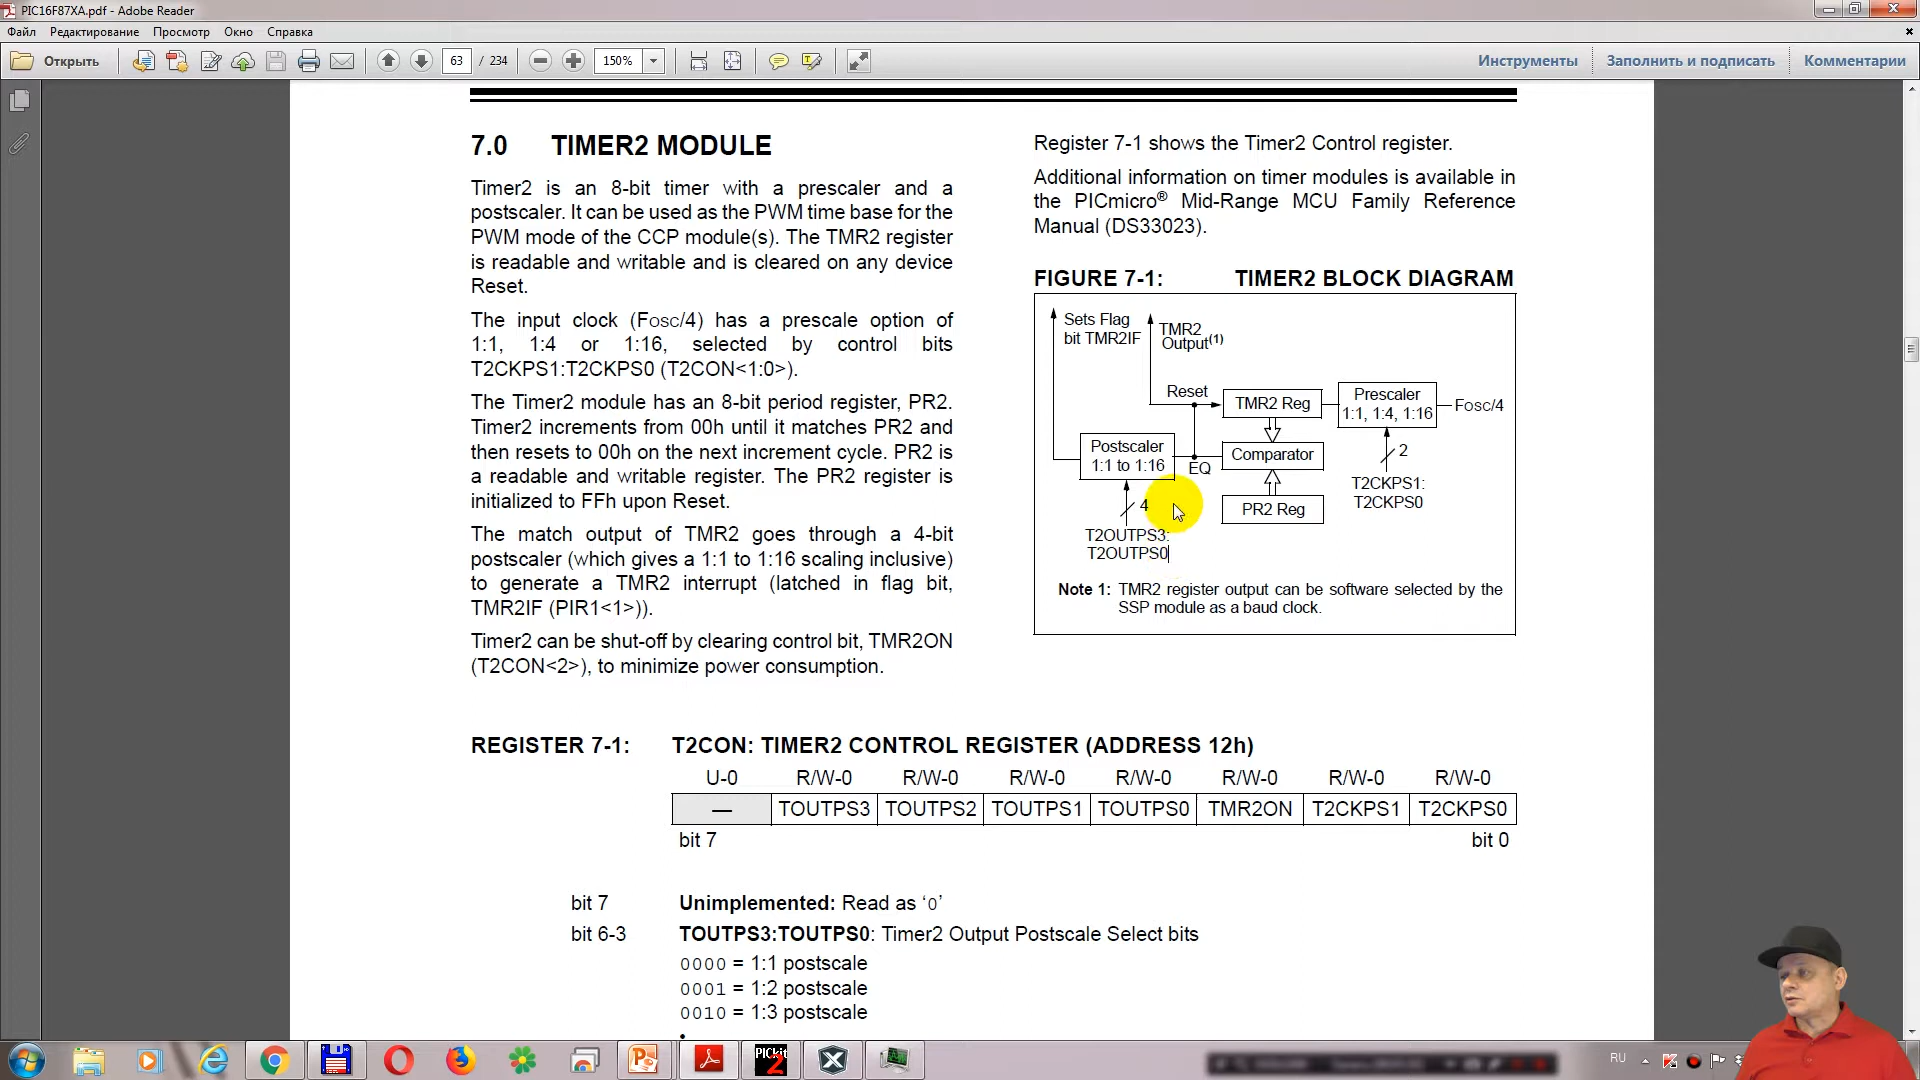 PIC16F87XA.pdf - Adobe Reader
Файл Редактирование Просмотр Окно Справка
Открыть 63 / 234 150% Инструменты Заполнить и подписать Комментарии
7.0 TIMER2 MODULE
Timer2 is an 8-bit timer with a prescaler and a
postscaler. It can be used as the PWM time base for the
PWM mode of the CCP module(s). The TMR2 register
is readable and writable and is cleared on any device
Reset.
The input clock (FOSC/4) has a prescale option of
1:1, 1:4 or 1:16, selected by control bits
T2CKPS1:T2CKPS0 (T2CON<1:0>).
The Timer2 module has an 8-bit period register, PR2.
Timer2 increments from 00h until it matches PR2 and
then resets to 00h on the next increment cycle. PR2 is
a readable and writable register. The PR2 register is
initialized to FFh upon Reset.
The match output of TMR2 goes through a 4-bit
postscaler (which gives a 1:1 to 1:16 scaling inclusive)
to generate a TMR2 interrupt (latched in flag bit,
TMR2IF (PIR1<1>)).
Timer2 can be shut-off by clearing control bit, TMR2ON
(T2CON<2>), to minimize power consumption.
Register 7-1 shows the Timer2 Control register.
Additional information on timer modules is available in
the PICmicro® Mid-Range MCU Family Reference
Manual (DS33023).
FIGURE 7-1: TIMER2 BLOCK DIAGRAM
Sets Flag
bit TMR2IF
TMR2
Output(1)
Reset
TMR2 Reg
Prescaler
1:1, 1:4, 1:16
FOSC/4
Postscaler
1:1 to 1:16
EQ
Comparator
2
T2CKPS1:
T2CKPS0
4
PR2 Reg
T2OUTPS3:
T2OUTPS0
Note 1: TMR2 register output can be software selected by the
SSP module as a baud clock.
REGISTER 7-1: T2CON: TIMER2 CONTROL REGISTER (ADDRESS 12h)
U-0 R/W-0 R/W-0 R/W-0 R/W-0 R/W-0 R/W-0 R/W-0
— TOUTPS3 TOUTPS2 TOUTPS1 TOUTPS0 TMR2ON T2CKPS1 T2CKPS0
bit 7 bit 0
bit 7 Unimplemented: Read as ‘0’
bit 6-3 TOUTPS3:TOUTPS0: Timer2 Output Postscale Select bits
0000 = 1:1 postscale
0001 = 1:2 postscale
0010 = 1:3 postscale
•
PICkit
2
RU